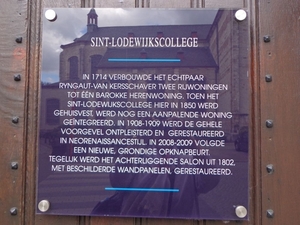 SINT-LODEWIJKSCOLLEGE
IN 1714 VERBOUWDE HET ECHTPAAR
RYNGAUT-VAN KERSSCHAVER TWEE RIJWONINGEN
TOT ÉÉN BAROKKE HERENWONING. TOEN HET
SINT-LODEWIJKSCOLLEGE HIER IN 1850 WERD
GEHUISVEST, WERD NOG EEN AANPALENDE WONING
GEÏNTEGREERD. IN 1908-1909 WERD DE GEHELE
VOORGEVEL ONTPLEISTERD EN GERESTAUREERD
IN NEORENAISSANCESTIJL. IN 2008-2009 VOLGDE
EEN NIEUWE, GRONDIGE OPKNAPBEURT.
TEGELIJK WERD HET ACHTERLIGGENDE SALON UIT 1802,
MET BESCHILDERDE WANDPANELEN, GERESTAUREERD.